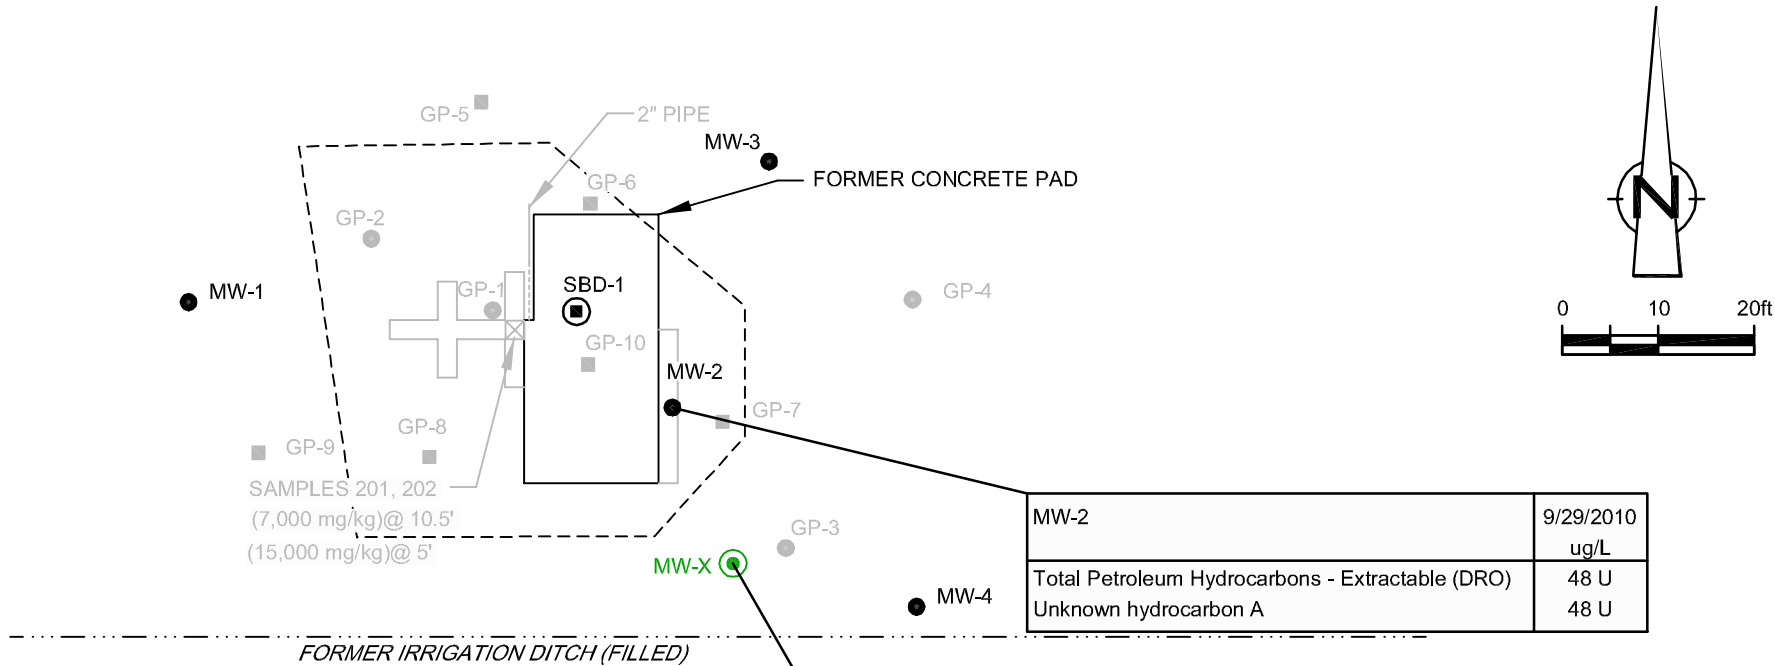 GP-5
2" PIPE
MW-3
FORMER CONCRETE PAD
GP-6
GP-2
N
MW-1
GP-1
SBD-1
GP-4
0 10 20ft
GP-10
MW-2
GP-7
GP-8
GP-9
SAMPLES 201, 202
(7,000 mg/kg)@ 10.5'
(15,000 mg/kg)@ 5'
GP-3
MW-X
MW-4
MW-2 9/29/2010
ug/L
Total Petroleum Hydrocarbons - Extractable (DRO) 48 U
Unknown hydrocarbon A 48 U
FORMER IRRIGATION DITCH (FILLED)